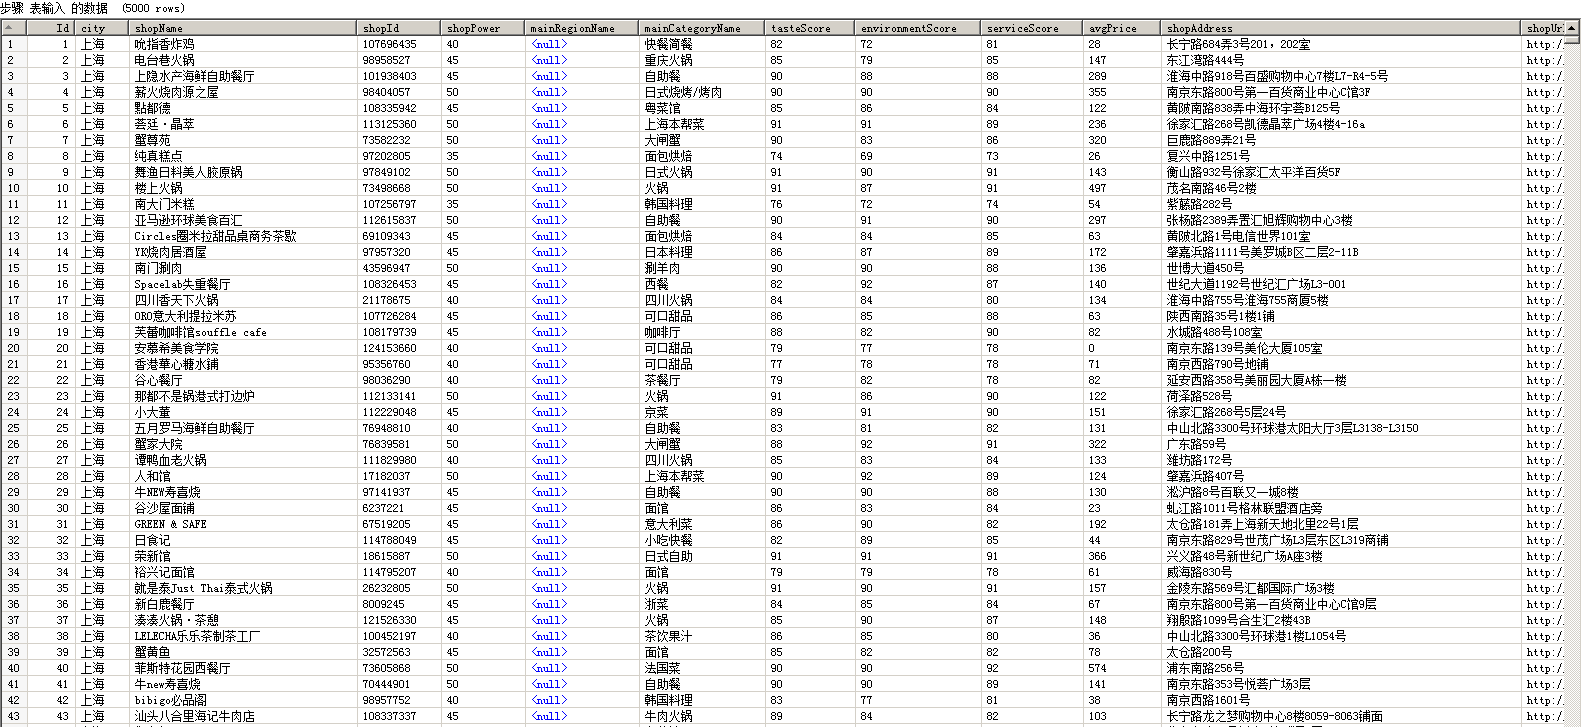 步骤 表输入 的数据 (5000 rows)
Id city shopName shopId shopPower mainRegionName mainCategoryName tasteScore environmentScore serviceScore avgPrice shopAddress shopUr
1 1 上海 吮指香炸鸡 107696435 40 <null> 快餐简餐 82 72 81 28 长宁路684弄3号201，202室 http:/
2 2 上海 电台巷火锅 98958527 45 <null> 重庆火锅 85 79 85 147 东江湾路444号 http:/
3 3 上海 上隐水产海鲜自助餐厅 101938403 45 <null> 自助餐 90 88 88 289 淮海中路918号百盛购物中心7楼L7-R4-5号 http:/
4 4 上海 薪火烧肉源之屋 98404057 50 <null> 日式烧烤/烤肉 90 90 90 355 南京东路800号第一百货商业中心C馆3F http:/
5 5 上海 點都德 108335942 45 <null> 粤菜馆 85 86 84 122 黄陂南路838弄中海环宇荟B125号 http:/
6 6 上海 荟廷·晶萃 113125360 50 <null> 上海本帮菜 91 91 89 236 徐家汇路268号凯德晶萃广场4楼4-16a http:/
7 7 上海 蟹尊苑 73582232 50 <null> 大闸蟹 90 83 86 320 巨鹿路889弄21号 http:/
8 8 上海 纯真糕点 97202805 35 <null> 面包烘焙 74 69 73 26 复兴中路1251号 http:/
9 9 上海 舞渔日料美人胶原锅 97849102 50 <null> 日式火锅 91 90 91 143 衡山路932号徐家汇太平洋百货5F http:/
10 10 上海 楼上火锅 73498668 50 <null> 火锅 91 87 91 497 茂名南路46号2楼 http:/
11 11 上海 南大门米糕 107256797 35 <null> 韩国料理 76 72 74 54 紫藤路282号 http:/
12 12 上海 亚马逊环球美食百汇 112615837 50 <null> 自助餐 90 91 90 297 张杨路2389弄置汇旭辉购物中心3楼 http:/
13 13 上海 Circles圈米拉甜品桌商务茶歇 69109343 45 <null> 面包烘焙 84 84 85 63 黄陂北路1号电信世界101室 http:/
14 14 上海 YK烧肉居酒屋 97957320 45 <null> 日本料理 86 87 89 172 肇嘉浜路1111号美罗城B区二层2-11B http:/
15 15 上海 南门涮肉 43596947 50 <null> 涮羊肉 90 90 88 136 世博大道450号 http:/
16 16 上海 Spacelab失重餐厅 108326453 45 <null> 西餐 82 92 87 140 世纪大道1192号世纪汇广场L3-001 http:/
17 17 上海 四川香天下火锅 21178675 40 <null> 四川火锅 84 84 80 134 淮海中路755号淮海755商厦5楼 http:/
18 18 上海 ORO意大利提拉米苏 107726284 45 <null> 可口甜品 86 85 88 63 陕西南路35号1楼1铺 http:/
19 19 上海 芙蕾咖啡馆souffle cafe 108179739 45 <null> 咖啡厅 88 82 90 82 水城路488号108室 http:/
20 20 上海 安慕希美食学院 124153660 40 <null> 可口甜品 79 77 78 0 南京东路139号美伦大厦105室 http:/
21 21 上海 香港華心糖水鋪 95356760 40 <null> 可口甜品 77 78 78 71 南京西路790号地铺 http:/
22 22 上海 谷心餐厅 98036290 40 <null> 茶餐厅 79 82 78 82 延安西路358号美丽园大厦A栋一楼 http:/
23 23 上海 那都不是锅港式打边炉 112133141 50 <null> 火锅 91 86 90 122 荷泽路528号 http:/
24 24 上海 小大董 112229048 45 <null> 京菜 89 91 90 151 徐家汇路268号5层24号 http:/
25 25 上海 五月罗马海鲜自助餐厅 76948810 40 <null> 自助餐 83 81 82 131 中山北路3300号环球港太阳大厅3层L3138-L3150 http:/
26 26 上海 蟹家大院 76839581 50 <null> 大闸蟹 88 92 91 322 广东路59号 http:/
27 27 上海 谭鸭血老火锅 111829980 40 <null> 四川火锅 85 83 84 133 潍坊路172号 http:/
28 28 上海 人和馆 17182037 50 <null> 上海本帮菜 90 92 89 124 肇嘉浜路407号 http:/
29 29 上海 牛NEW寿喜烧 97141937 45 <null> 自助餐 90 90 88 130 淞沪路8号百联又一城8楼 http:/
30 30 上海 谷沙屋面铺 6237221 45 <null> 面馆 86 83 84 23 虬江路1011号格林联盟酒店旁 http:/
31 31 上海 GREEN & SAFE 67519205 45 <null> 意大利菜 86 90 82 192 太仓路181弄上海新天地北里22号1层 http:/
32 32 上海 日食记 114788049 45 <null> 小吃快餐 82 89 85 44 南京东路829号世茂广场L3层东区L319商铺 http:/
33 33 上海 荣新馆 18615887 50 <null> 日式自助 91 91 91 366 兴义路48号新世纪广场A座3楼 http:/
34 34 上海 裕兴记面馆 114795207 40 <null> 面馆 79 79 78 61 威海路830号 http:/
35 35 上海 就是泰Just Thai泰式火锅 26232805 50 <null> 火锅 91 90 91 157 金陵东路569号汇都国际广场3楼 http:/
36 36 上海 新白鹿餐厅 8009245 45 <null> 浙菜 84 85 84 67 南京东路800号第一百货商业中心C馆9层 http:/
37 37 上海 湊湊火锅·茶憩 121526330 45 <null> 火锅 85 90 87 148 翔殷路1099号合生汇2楼43B http:/
38 38 上海 LELECHA乐乐茶制茶工厂 100452197 40 <null> 茶饮果汁 86 85 80 36 中山北路3300号环球港1楼L1054号 http:/
39 39 上海 蟹黄鱼 32572563 45 <null> 面馆 85 82 82 78 太仓路200号 http:/
40 40 上海 菲斯特花园西餐厅 73605868 50 <null> 法国菜 90 90 92 574 浦东南路256号 http:/
41 41 上海 牛new寿喜烧 70444901 50 <null> 自助餐 90 90 89 141 南京东路353号悦荟广场3层 http:/
42 42 上海 bibigo必品阁 98957752 40 <null> 韩国料理 83 77 81 38 南京西路1601号 http:/
43 43 上海 汕头八合里海记牛肉店 108337337 45 <null> 牛肉火锅 89 84 82 103 长宁路龙之梦购物中心8楼8059-8063铺面 http:/